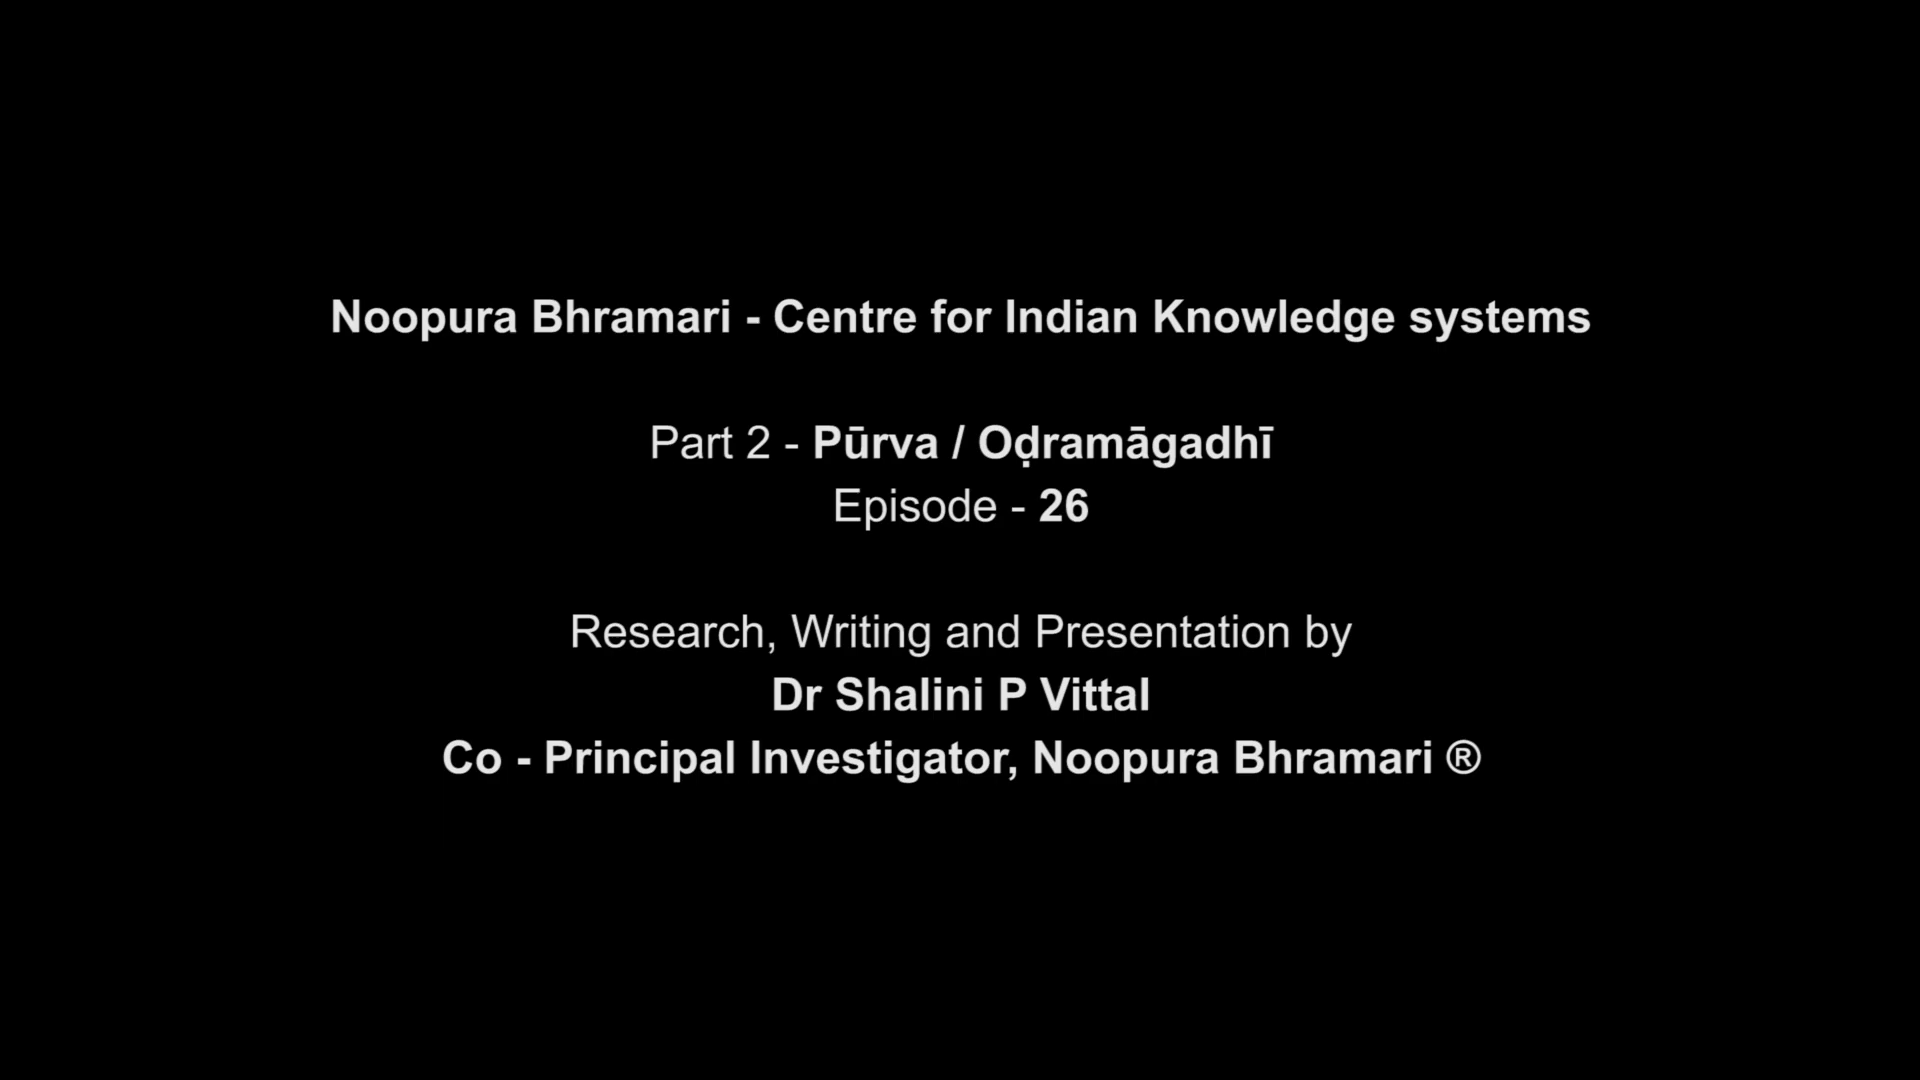 Noopura Bhramari - Centre for Indian Knowledge systems
Part 2 - Pūrva / Oḍramāgadhī
Episode - 26
Research, Writing and Presentation by
Dr Shalini P Vittal
Co - Principal Investigator, Noopura Bhramari ®